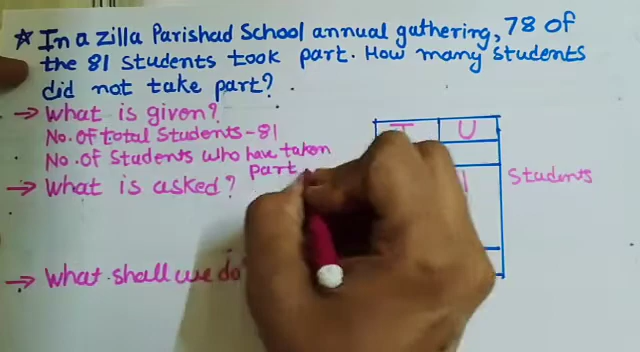 ☆ In a zilla Parishad School annual gathering, 78 of
the 81 students took part. How many students
did not take part?
→ What is given?
No. of total Students - 81
No. of Students who have taken
part
→ What is asked?
→ What shall we do
T U
1 Students